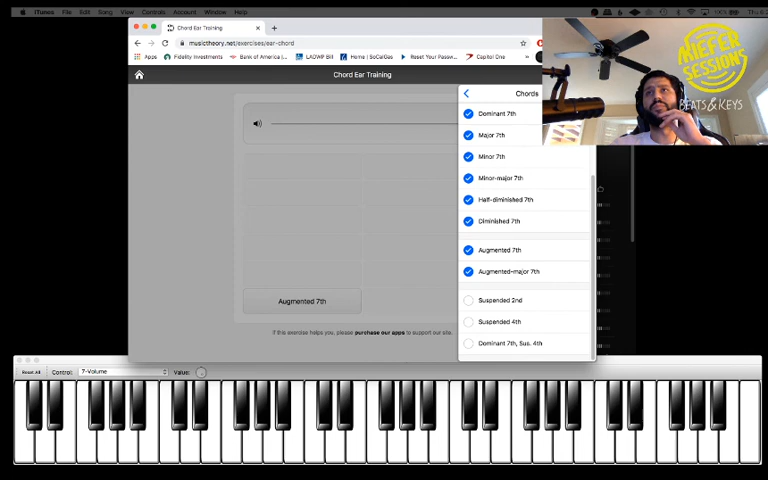 iTunes File Edit Song View Controls Account Window Help
Chord Ear Training
musictheory.net/exercises/ear-chord
Apps Fidelity Investments Bank of America |... LADWP Bill Home | SoCalGas Reset Your Passw... Capital One
Chord Ear Training
Chords
Dominant 7th
Major 7th
Minor 7th
Minor-major 7th
Half-diminished 7th
Diminished 7th
Augmented 7th
Augmented-major 7th
Suspended 2nd
Suspended 4th
Dominant 7th, Sus. 4th
Augmented 7th
If this exercise helps you, please purchase our apps to support our site.
KIEFER
SESSIONS
BEATS & KEYS
Reset All Control: 7-Volume Value: